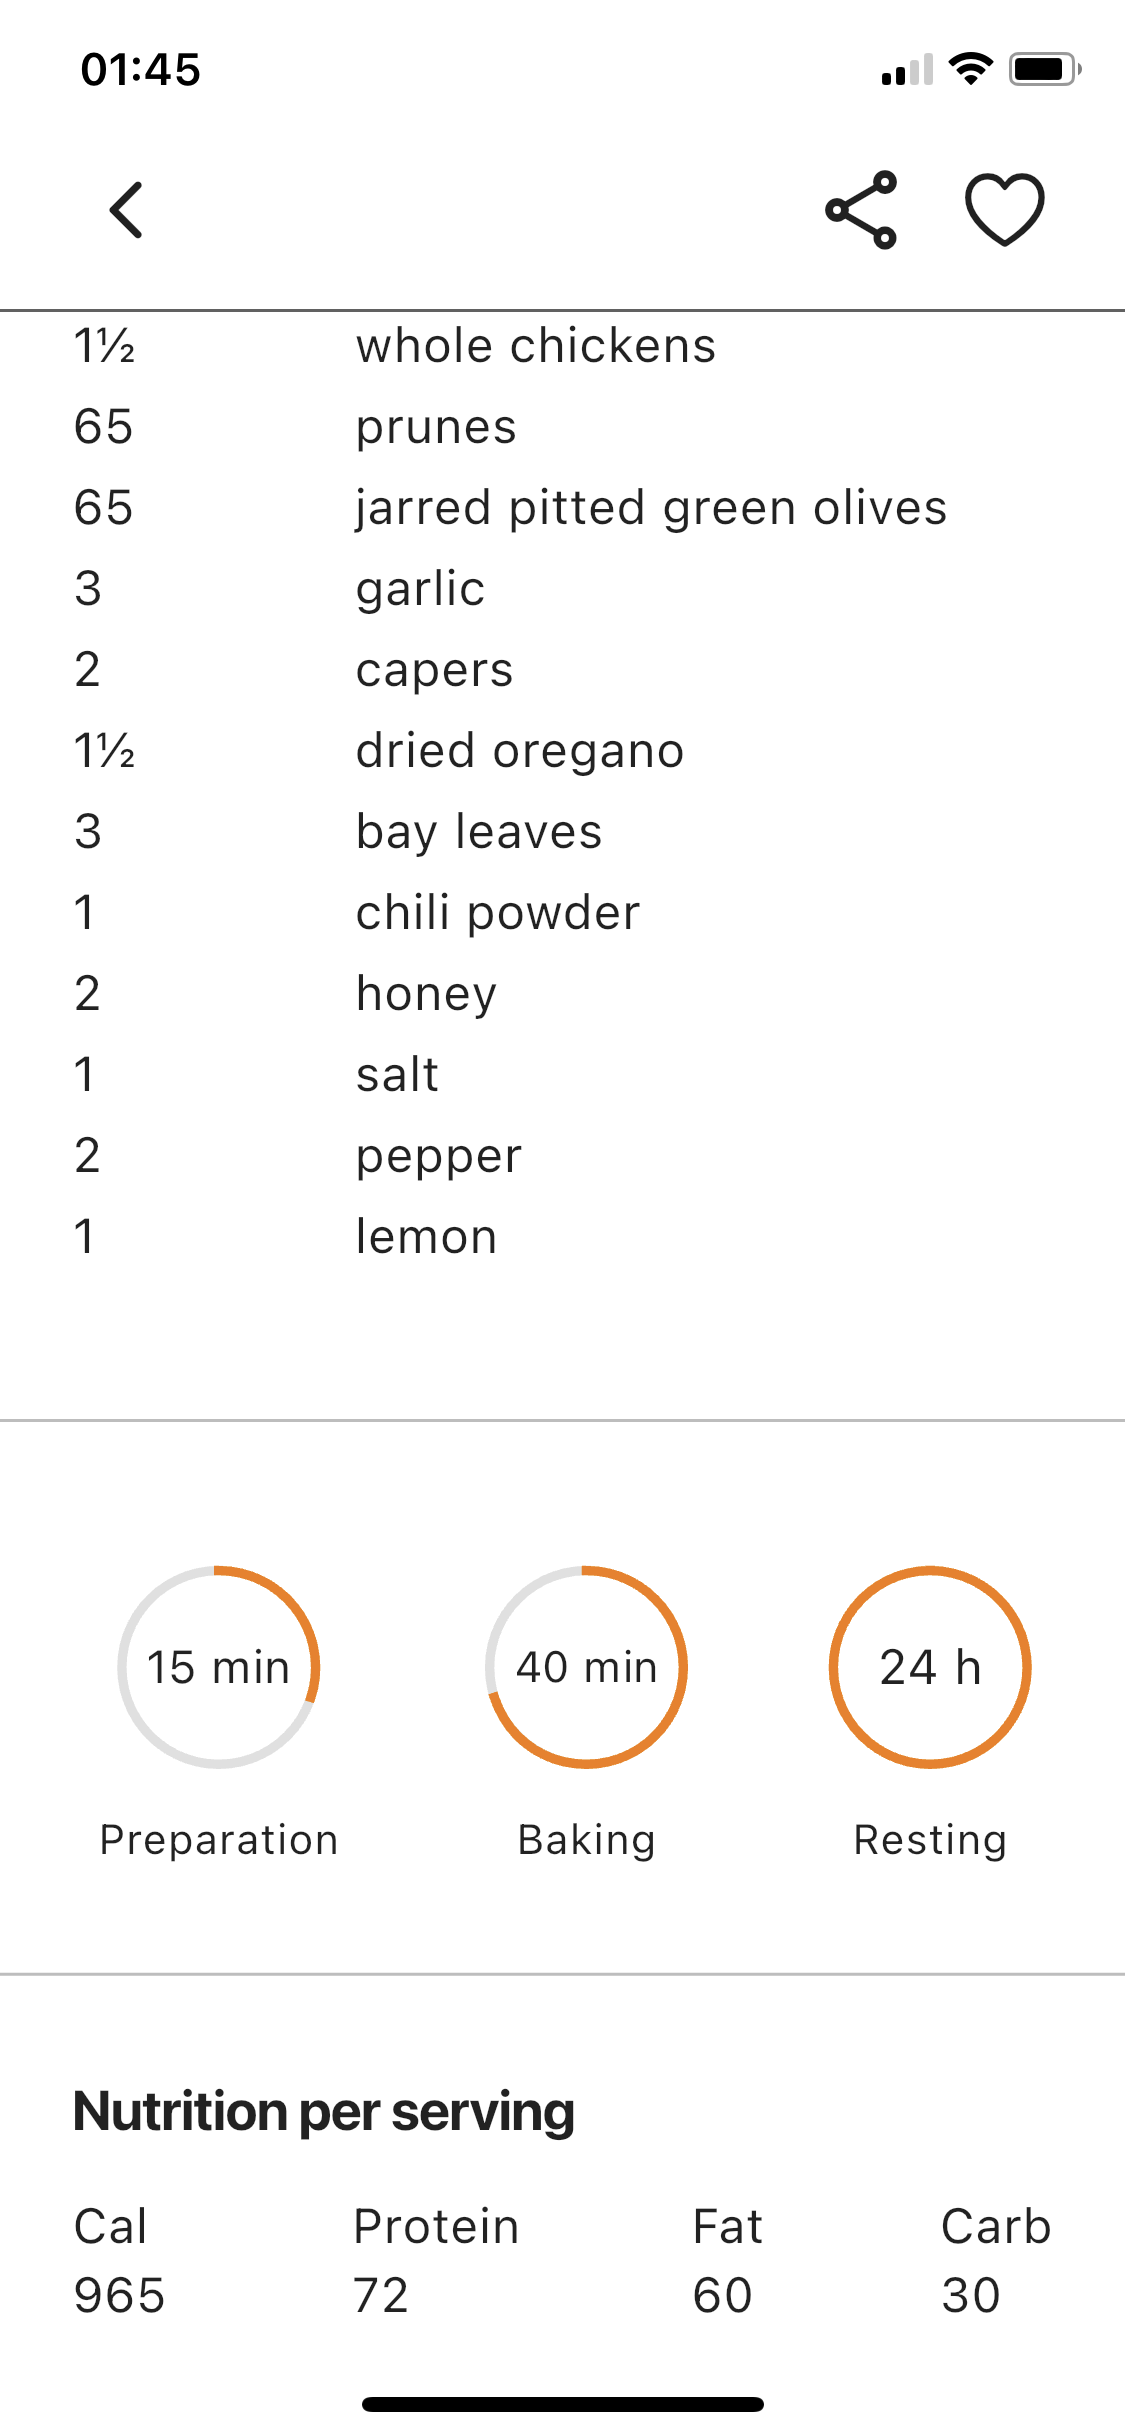 01:45
1½ whole chickens
65 prunes
65 jarred pitted green olives
3 garlic
2 capers
1½ dried oregano
3 bay leaves
1 chili powder
2 honey
1 salt
2 pepper
1 lemon
15 min 40 min 24 h
Preparation Baking Resting
Nutrition per serving
Cal Protein Fat Carb
965 72 60 30